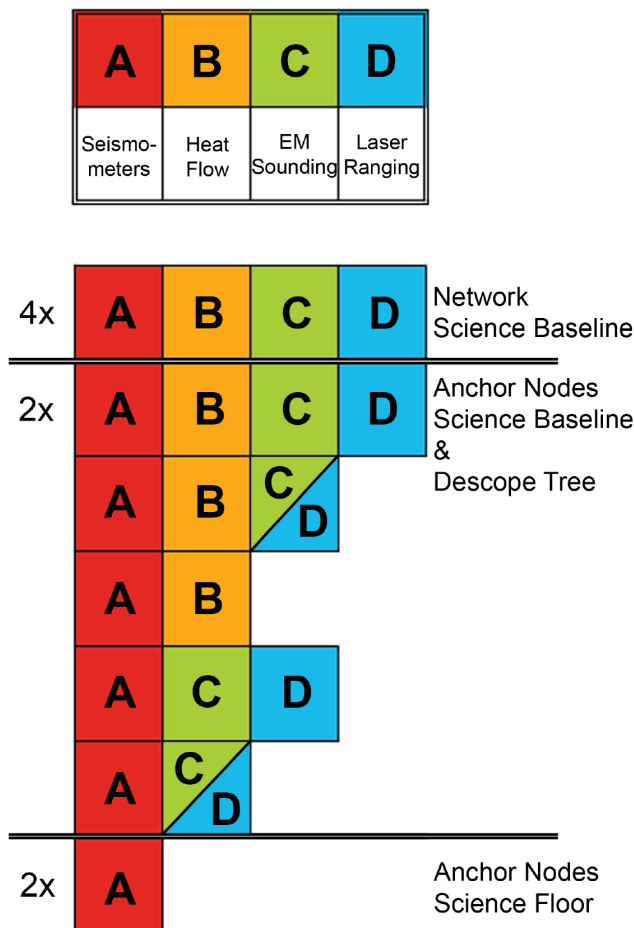 A B C D
Seismo-
meters
Heat
Flow
EM
Sounding
Laser
Ranging
4x A B C D Network
Science Baseline
2x A B C D Anchor Nodes
Science Baseline
&
Descope Tree
A B C D
A B
A C D
A C D
2x A Anchor Nodes
Science Floor